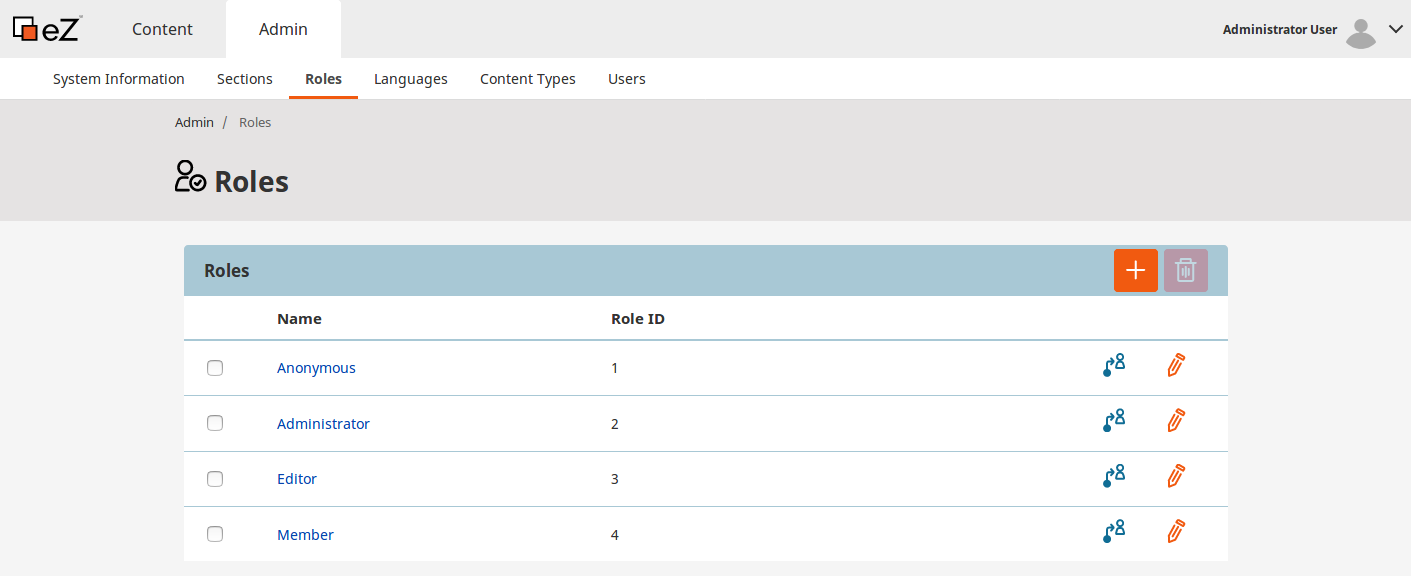 eZ Content Admin Administrator User
System Information Sections Roles Languages Content Types Users
Admin / Roles
Roles
Roles
Name Role ID
Anonymous 1
Administrator 2
Editor 3
Member 4